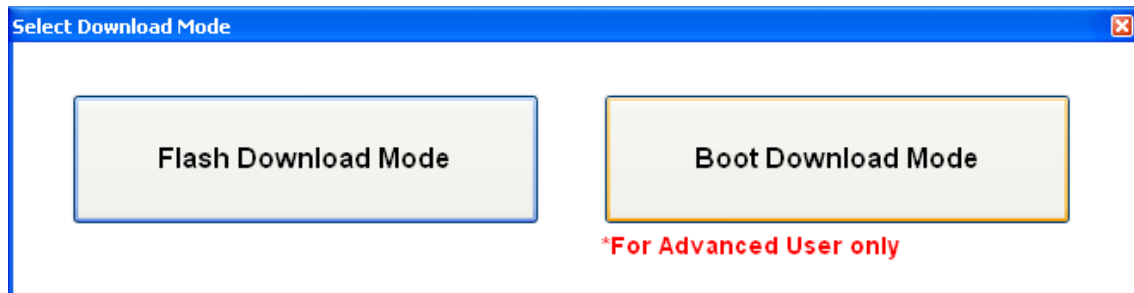 Select Download Mode
Flash Download Mode
Boot Download Mode
*For Advanced User only